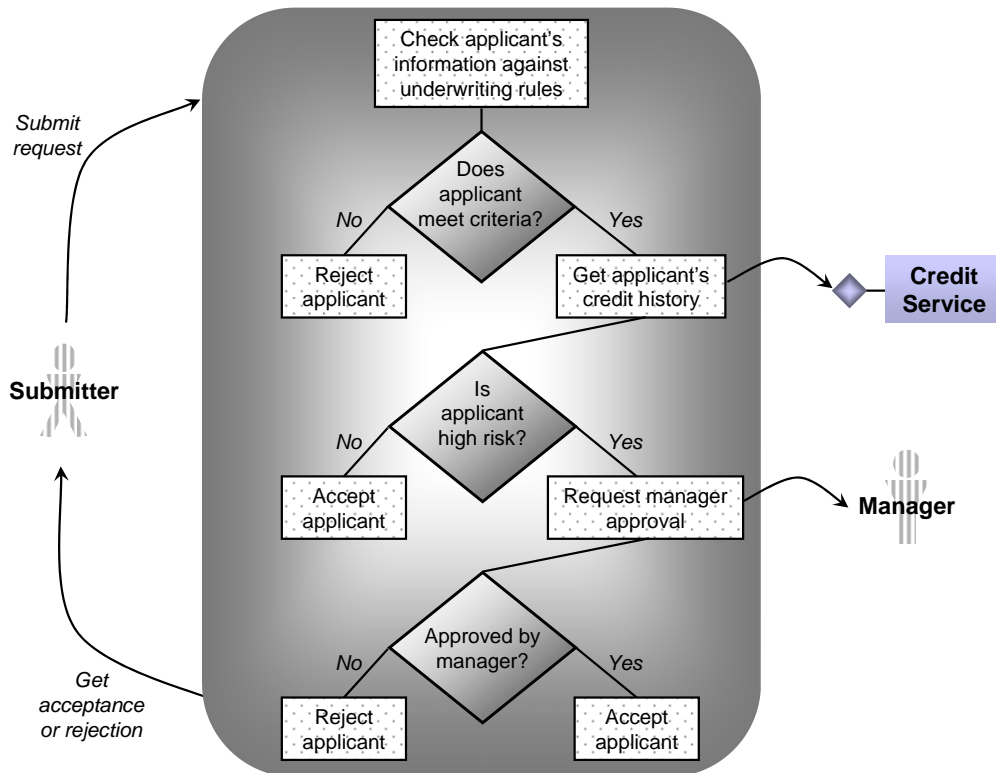 Check applicant's
information against
underwriting rules
Submit
request
Does
applicant
meet criteria?
No
Yes
Reject
applicant
Get applicant's
credit history
Credit
Service
Submitter
Is
applicant
high risk?
No
Yes
Accept
applicant
Request manager
approval
Manager
Approved by
manager?
No
Yes
Get
acceptance
or rejection
Reject
applicant
Accept
applicant